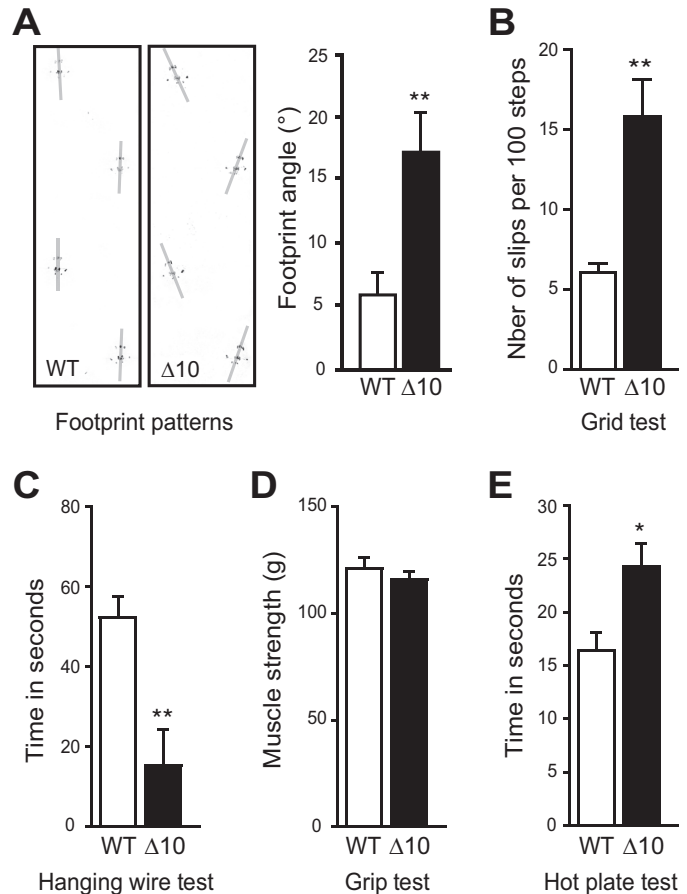 A
WT
Δ10
Footprint patterns
Footprint angle (°)
25
20
15
10
5
0
**
WT Δ10
B
Nber of slips per 100 steps
20
15
10
5
0
**
WT Δ10
Grid test
C
Time in seconds
80
60
40
20
0
**
WT Δ10
Hanging wire test
D
Muscle strength (g)
150
100
50
0
WT Δ10
Grip test
E
Time in seconds
30
25
20
15
10
5
0
*
WT Δ10
Hot plate test